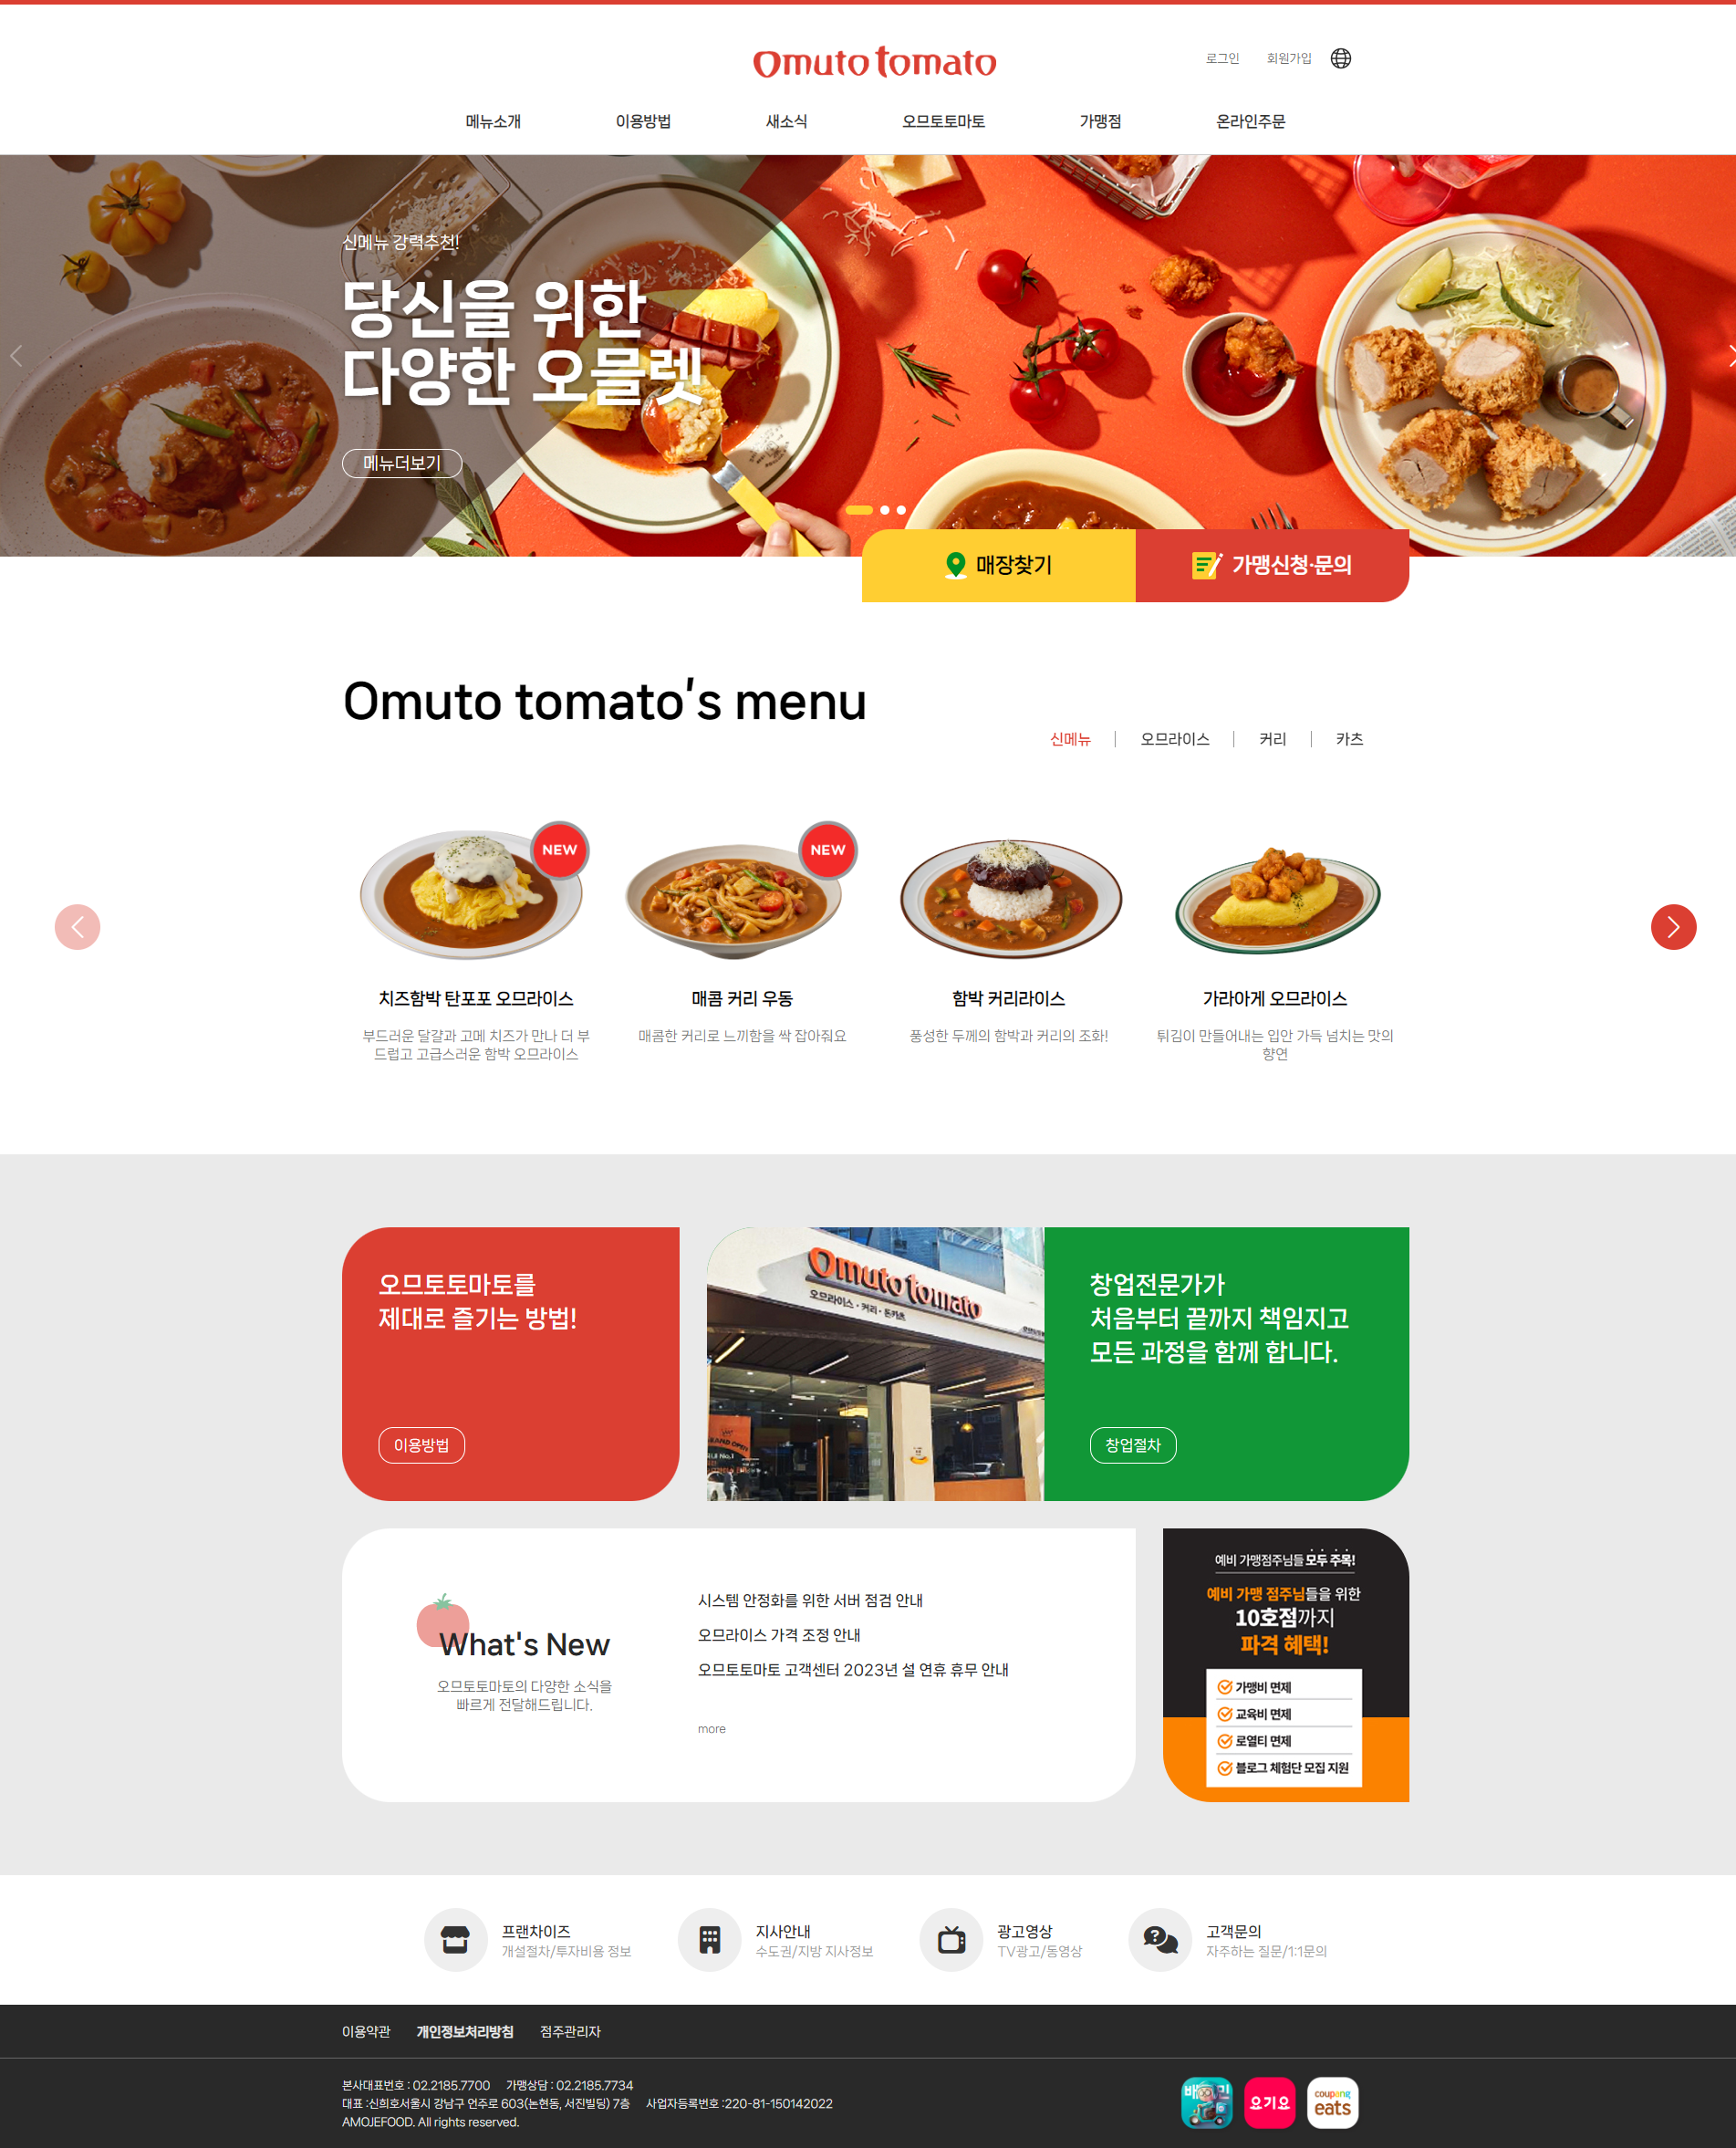 Omuto tomato
로그인
회원가입
메뉴소개
이용방법
새소식
오므토토마토
가맹점
온라인주문
신메뉴 강력추천!
당신을 위한
다양한 오믈렛
메뉴더보기
매장찾기
가맹신청·문의
Omuto tomato's menu
신메뉴
오므라이스
커리
카츠
NEW
NEW
치즈함박 탄포포 오므라이스
매콤 커리 우동
함박 커리라이스
가라아게 오므라이스
부드러운 달걀과 고메 치즈가 만나 더 부
드럽고 고급스러운 함박 오므라이스
매콤한 커리로 느끼함을 싹 잡아줘요
풍성한 두께의 함박과 커리의 조화!
튀김이 만들어내는 입안 가득 넘치는 맛의
향연
오므토토마토를
제대로 즐기는 방법!
이용방법
Omuto tomato
오므라이스 · 커리 · 돈카츠
창업전문가가
처음부터 끝까지 책임지고
모든 과정을 함께 합니다.
창업절차
What's New
오므토토마토의 다양한 소식을
빠르게 전달해드립니다.
시스템 안정화를 위한 서버 점검 안내
오므라이스 가격 조정 안내
오므토토마토 고객센터 2023년 설 연휴 휴무 안내
more
예비 가맹점주님들 모두 주목!
예비 가맹 점주님들을 위한
10호점까지
파격 혜택!
가맹비 면제
교육비 면제
로열티 면제
블로그 체험단 모집 지원
프랜차이즈
개설절차/투자비용 정보
지사안내
수도권/지방 지사정보
광고영상
TV광고/동영상
고객문의
자주하는 질문/1:1문의
이용약관
개인정보처리방침
점주관리자
본사대표번호 : 02.2185.7700 가맹상담 : 02.2185.7734
대표 :신희호서울시 강남구 언주로 603(논현동, 서진빌딩) 7층 사업자등록번호 :220-81-150142022
AMOJEFOOD. All rights reserved.
요기요
coupang
eats